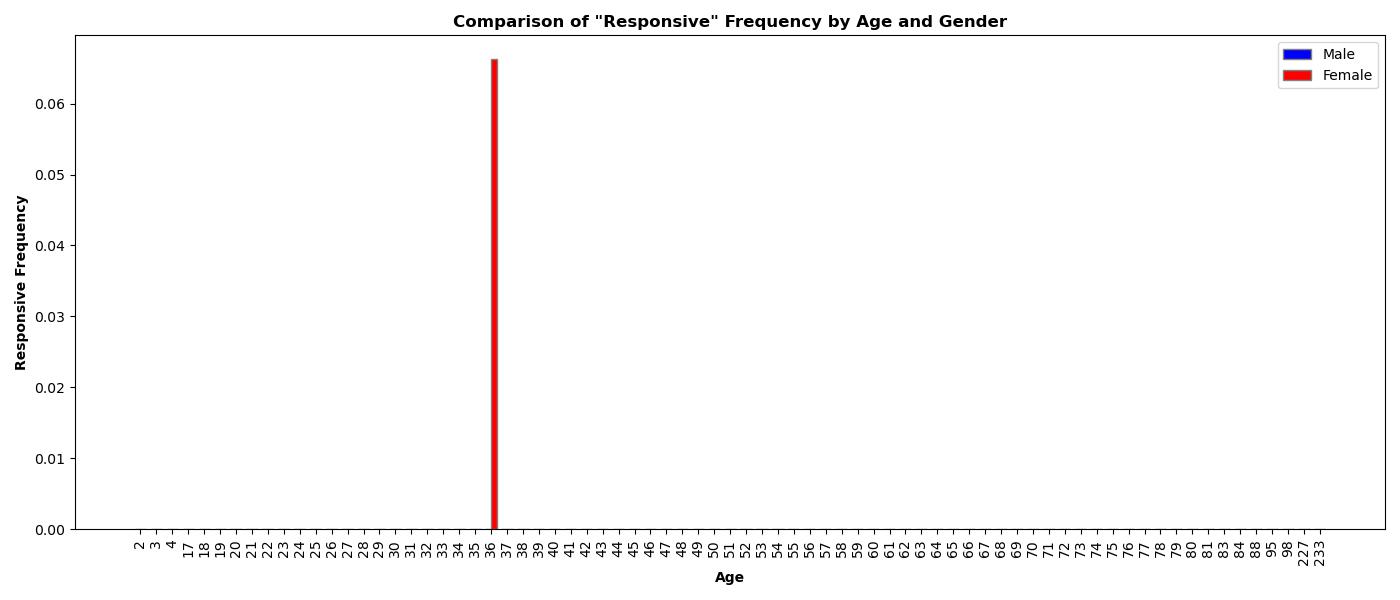 Comparison of "Responsive" Frequency by Age and Gender
Male
Female
Responsive Frequency
0.06
0.05
0.04
0.03
0.02
0.01
0.00
2 3 4 17 18 19 20 21 22 23 24 25 26 27 28 29 30 31 32 33 34 35 36 37 38 39 40 41 42 43 44 45 46 47 48 49 50 51 52 53 54 55 56 57 58 59 60 61 62 63 64 65 66 67 68 69 70 71 72 73 74 75 76 77 78 79 80 81 83 84 88 95 98 227 233
Age